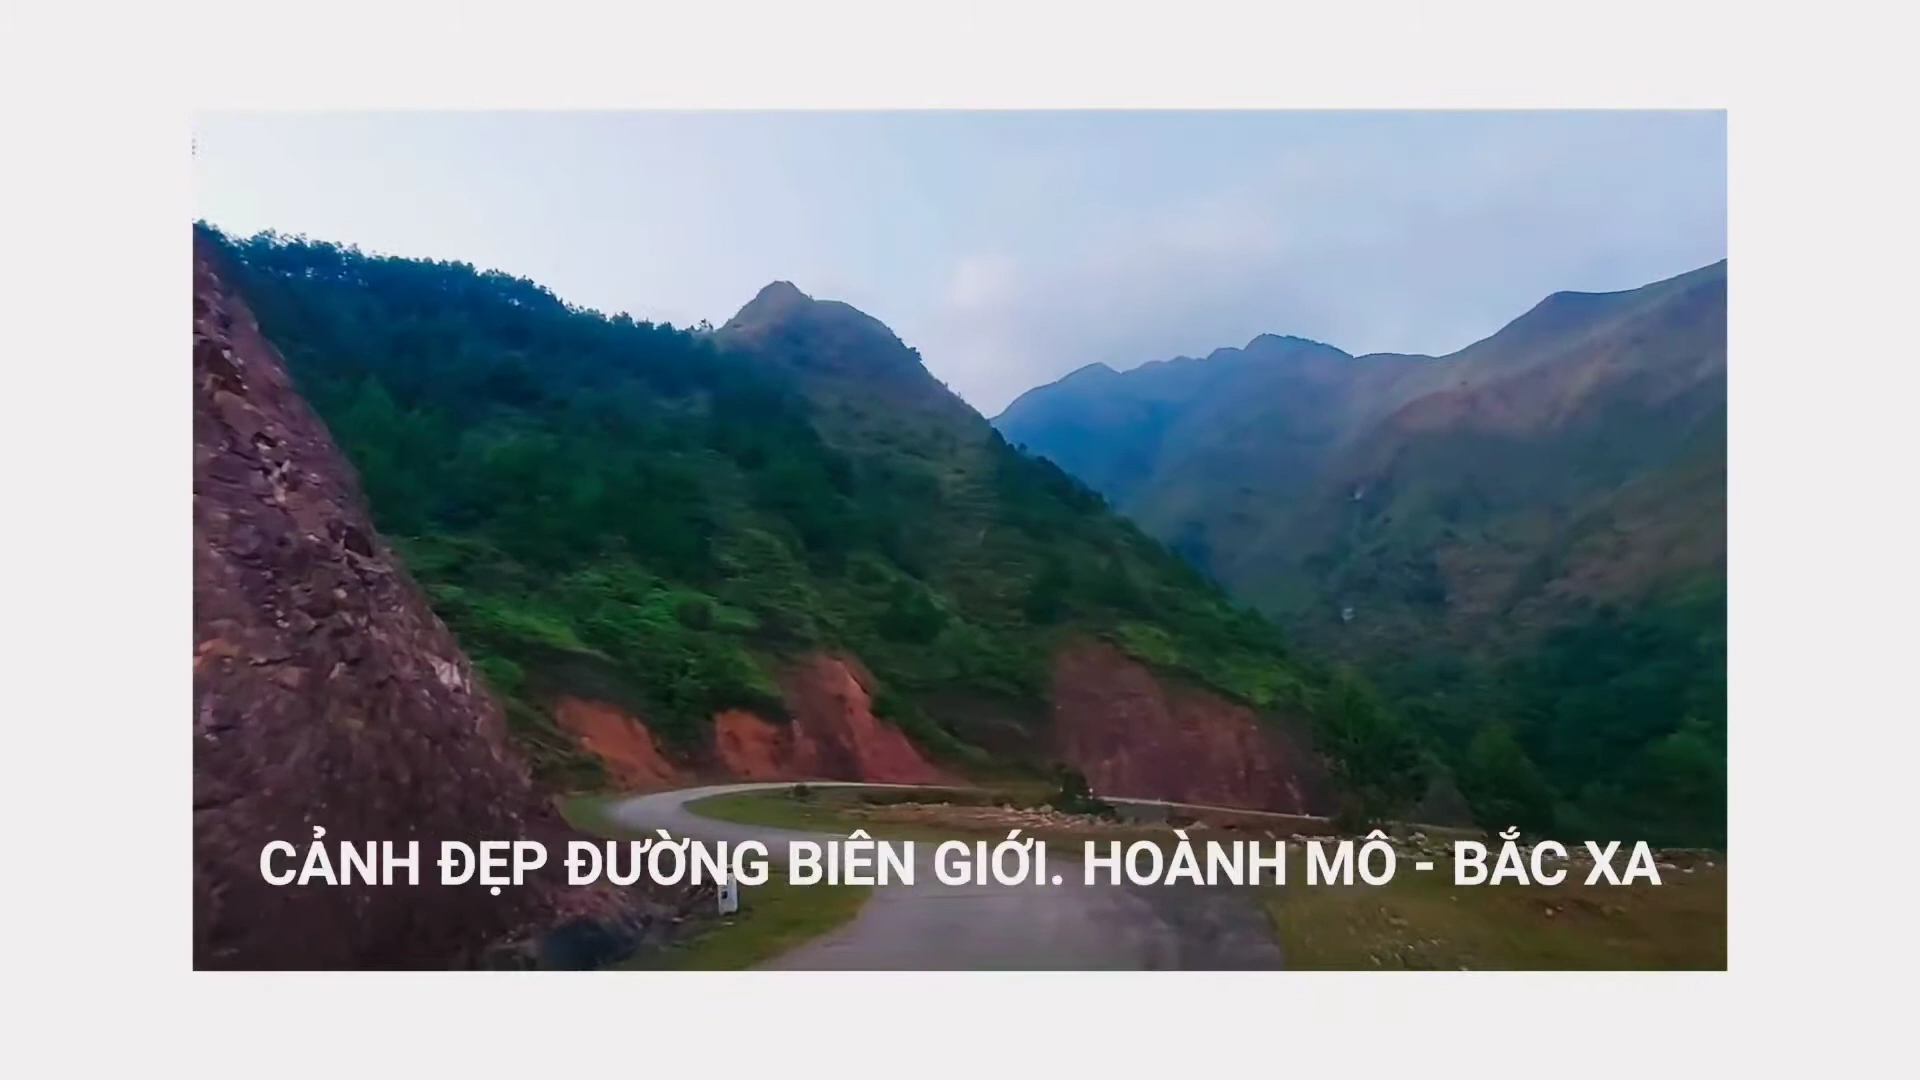 CẢNH ĐẸP ĐƯỜNG BIÊN GIỚI. HOÀNH MÔ - BẮC XA